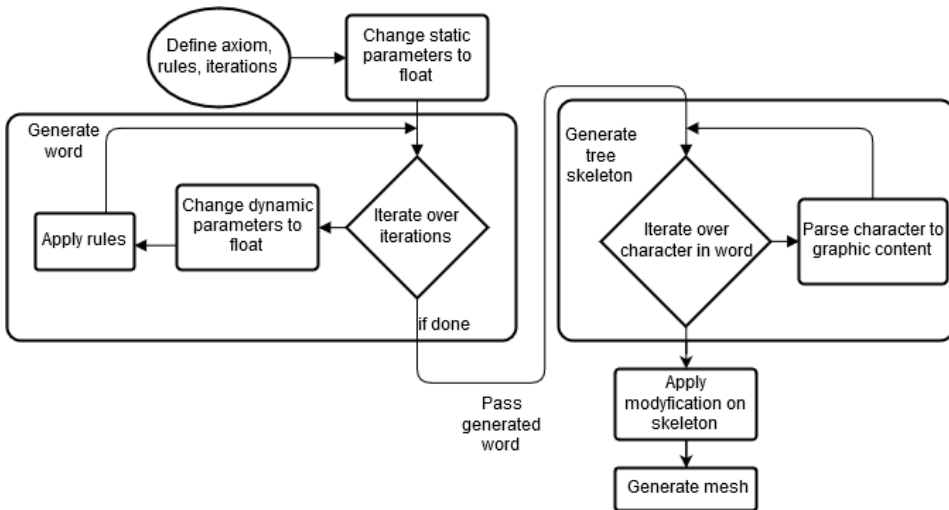 Define axiom,
rules, iterations
Change static
parameters to
float
Generate
word
Iterate over
iterations
Change dynamic
parameters to
float
Apply rules
if done
Pass
generated
word
Generate
tree
skeleton
Iterate over
character in word
Parse character to
graphic content
Apply
modyfication on
skeleton
Generate mesh